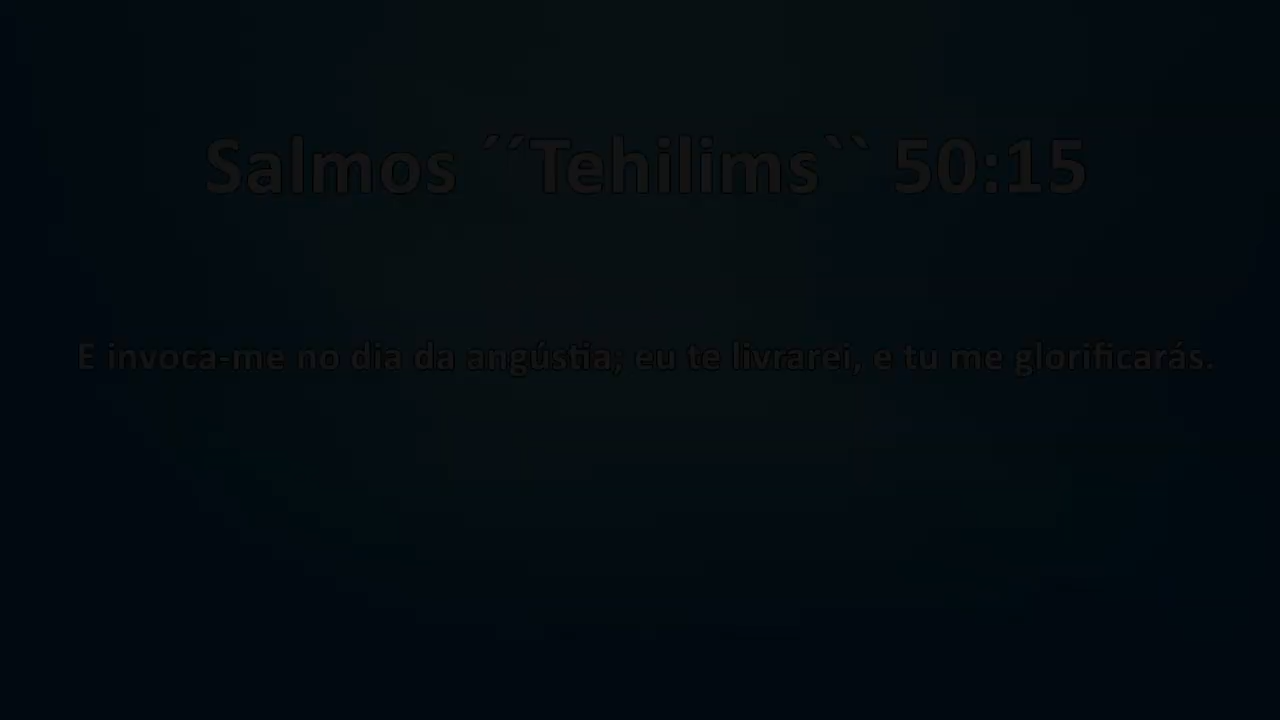 Salmos ´´Tehilims`` 50:15
E invoca-me no dia da angústia; eu te livrarei, e tu me glorificarás.